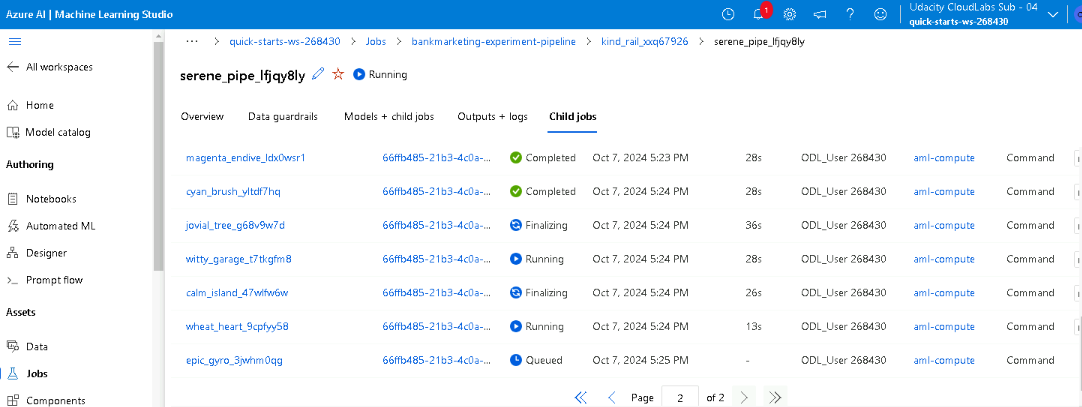 Azure AI | Machine Learning Studio
1
Udacity CloudLabs Sub - 04
quick-starts-ws-268430
All workspaces
Home
Model catalog
Authoring
Notebooks
Automated ML
Designer
Prompt flow
Assets
Data
Jobs
Components
··· > quick-starts-ws-268430 > Jobs > bankmarketing-experiment-pipeline > kind_rail_xxq67926 > serene_pipe_lfjqy8ly
serene_pipe_lfjqy8ly Running
Overview Data guardrails Models + child jobs Outputs + logs Child jobs
magenta_endive_ldx0wsr1 66ffb485-21b3-4c0a-... Completed Oct 7, 2024 5:23 PM 28s ODL_User 268430 aml-compute Command
cyan_brush_yltdf7hq 66ffb485-21b3-4c0a-... Completed Oct 7, 2024 5:24 PM 28s ODL_User 268430 aml-compute Command
jovial_tree_g68v9w7d 66ffb485-21b3-4c0a-... Finalizing Oct 7, 2024 5:24 PM 36s ODL_User 268430 aml-compute Command
witty_garage_t7tkgfm8 66ffb485-21b3-4c0a-... Running Oct 7, 2024 5:24 PM 28s ODL_User 268430 aml-compute Command
calm_island_47wlfw6w 66ffb485-21b3-4c0a-... Finalizing Oct 7, 2024 5:24 PM 26s ODL_User 268430 aml-compute Command
wheat_heart_9cpfyy58 66ffb485-21b3-4c0a-... Running Oct 7, 2024 5:24 PM 13s ODL_User 268430 aml-compute Command
epic_gyro_3jwhm0qg 66ffb485-21b3-4c0a-... Queued Oct 7, 2024 5:25 PM - ODL_User 268430 aml-compute Command
Page 2 of 2